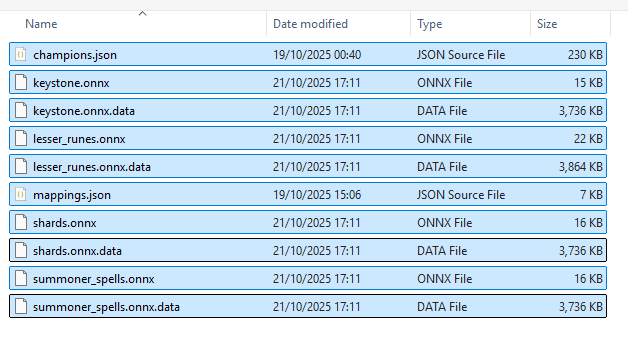 Name Date modified Type Size
champions.json 19/10/2025 00:40 JSON Source File 230 KB
keystone.onnx 21/10/2025 17:11 ONNX File 15 KB
keystone.onnx.data 21/10/2025 17:11 DATA File 3,736 KB
lesser_runes.onnx 21/10/2025 17:11 ONNX File 22 KB
lesser_runes.onnx.data 21/10/2025 17:11 DATA File 3,864 KB
mappings.json 19/10/2025 15:06 JSON Source File 7 KB
shards.onnx 21/10/2025 17:11 ONNX File 16 KB
shards.onnx.data 21/10/2025 17:11 DATA File 3,736 KB
summoner_spells.onnx 21/10/2025 17:11 ONNX File 16 KB
summoner_spells.onnx.data 21/10/2025 17:11 DATA File 3,736 KB